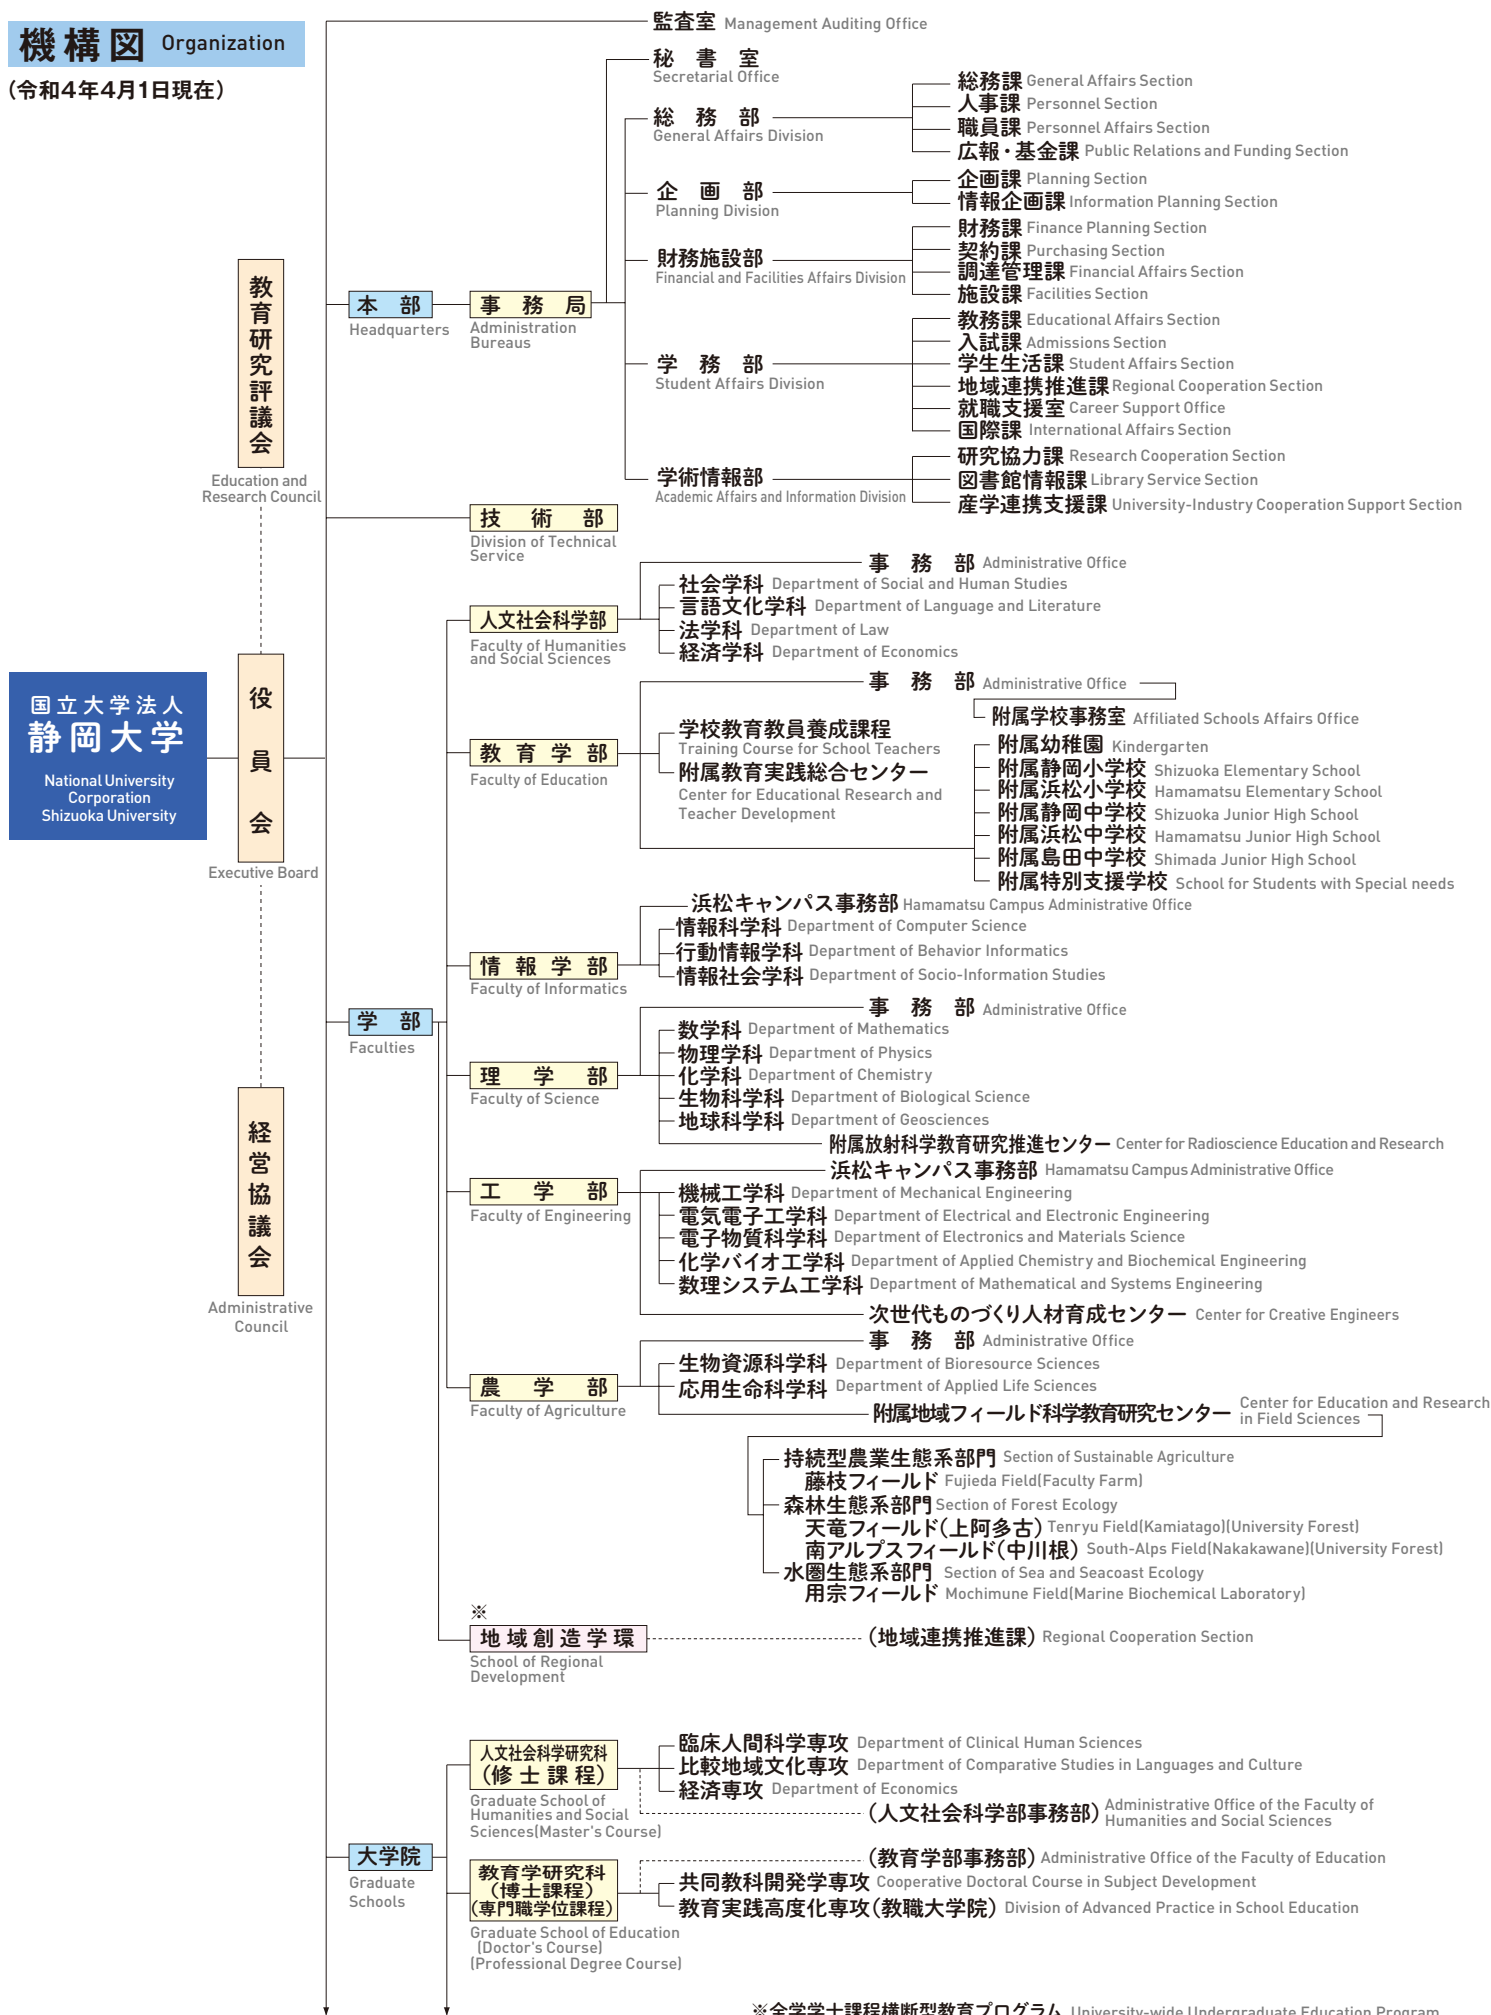 機構図 Organization
(令和4年4月1日現在)
監査室 Management Auditing Office
秘書室
Secretarial Office
総務部
General Affairs Division
総務課 General Affairs Section
人事課 Personnel Section
職員課 Personnel Affairs Section
広報・基金課 Public Relations and Funding Section
企画部
Planning Division
企画課 Planning Section
情報企画課 Information Planning Section
財務施設部
Financial and Facilities Affairs Division
財務課 Finance Planning Section
契約課 Purchasing Section
調達管理課 Financial Affairs Section
施設課 Facilities Section
本部
Headquarters
事務局
Administration
Bureaus
学務部
Student Affairs Division
教務課 Educational Affairs Section
入試課 Admissions Section
学生生活課 Student Affairs Section
地域連携推進課 Regional Cooperation Section
就職支援室 Career Support Office
国際課 International Affairs Section
学術情報部
Academic Affairs and Information Division
研究協力課 Research Cooperation Section
図書館情報課 Library Service Section
産学連携支援課 University-Industry Cooperation Support Section
教育研究評議会
Education and
Research Council
技術部
Division of Technical
Service
国立大学法人
静岡大学
National University
Corporation
Shizuoka University
役員会
Executive Board
経営協議会
Administrative
Council
学部
Faculties
人文社会科学部
Faculty of Humanities
and Social Sciences
事務部 Administrative Office
社会学科 Department of Social and Human Studies
言語文化学科 Department of Language and Literature
法学科 Department of Law
経済学科 Department of Economics
教育学部
Faculty of Education
事務部 Administrative Office
附属学校事務室 Affiliated Schools Affairs Office
学校教育教員養成課程
Training Course for School Teachers
附属教育実践総合センター
Center for Educational Research and
Teacher Development
附属幼稚園 Kindergarten
附属静岡小学校 Shizuoka Elementary School
附属浜松小学校 Hamamatsu Elementary School
附属静岡中学校 Shizuoka Junior High School
附属浜松中学校 Hamamatsu Junior High School
附属島田中学校 Shimada Junior High School
附属特別支援学校 School for Students with Special needs
情報学部
Faculty of Informatics
浜松キャンパス事務部 Hamamatsu Campus Administrative Office
情報科学科 Department of Computer Science
行動情報学科 Department of Behavior Informatics
情報社会学科 Department of Socio-Information Studies
理学部
Faculty of Science
事務部 Administrative Office
数学科 Department of Mathematics
物理学科 Department of Physics
化学科 Department of Chemistry
生物科学科 Department of Biological Science
地球科学科 Department of Geosciences
附属放射科学教育研究推進センター Center for Radioscience Education and Research
工学部
Faculty of Engineering
浜松キャンパス事務部 Hamamatsu Campus Administrative Office
機械工学科 Department of Mechanical Engineering
電気電子工学科 Department of Electrical and Electronic Engineering
電子物質科学科 Department of Electronics and Materials Science
化学バイオ工学科 Department of Applied Chemistry and Biochemical Engineering
数理システム工学科 Department of Mathematical and Systems Engineering
次世代ものづくり人材育成センター Center for Creative Engineers
農学部
Faculty of Agriculture
事務部 Administrative Office
生物資源科学科 Department of Bioresource Sciences
応用生命科学科 Department of Applied Life Sciences
附属地域フィールド科学教育研究センター Center for Education and Research
in Field Sciences
持続型農業生態系部門 Section of Sustainable Agriculture
藤枝フィールド Fujieda Field(Faculty Farm)
森林生態系部門 Section of Forest Ecology
天竜フィールド(上阿多古) Tenryu Field(Kamiatago)(University Forest)
南アルプスフィールド(中川根) South-Alps Field(Nakakawane)(University Forest)
水圏生態系部門 Section of Sea and Seacoast Ecology
用宗フィールド Mochimune Field(Marine Biochemical Laboratory)
※
地域創造学環
School of Regional
Development
(地域連携推進課) Regional Cooperation Section
大学院
Graduate
Schools
人文社会科学研究科
(修士課程)
Graduate School of
Humanities and Social
Sciences(Master's Course)
臨床人間科学専攻 Department of Clinical Human Sciences
比較地域文化専攻 Department of Comparative Studies in Languages and Culture
経済専攻 Department of Economics
(人文社会科学部事務部) Administrative Office of the Faculty of
Humanities and Social Sciences
教育学研究科
(博士課程)
(専門職学位課程)
Graduate School of Education
(Doctor's Course)
(Professional Degree Course)
(教育学部事務部) Administrative Office of the Faculty of Education
共同教科開発学専攻 Cooperative Doctoral Course in Subject Development
教育実践高度化専攻(教職大学院) Division of Advanced Practice in School Education
※全学学士課程横断型教育プログラム University-wide Undergraduate Education Program